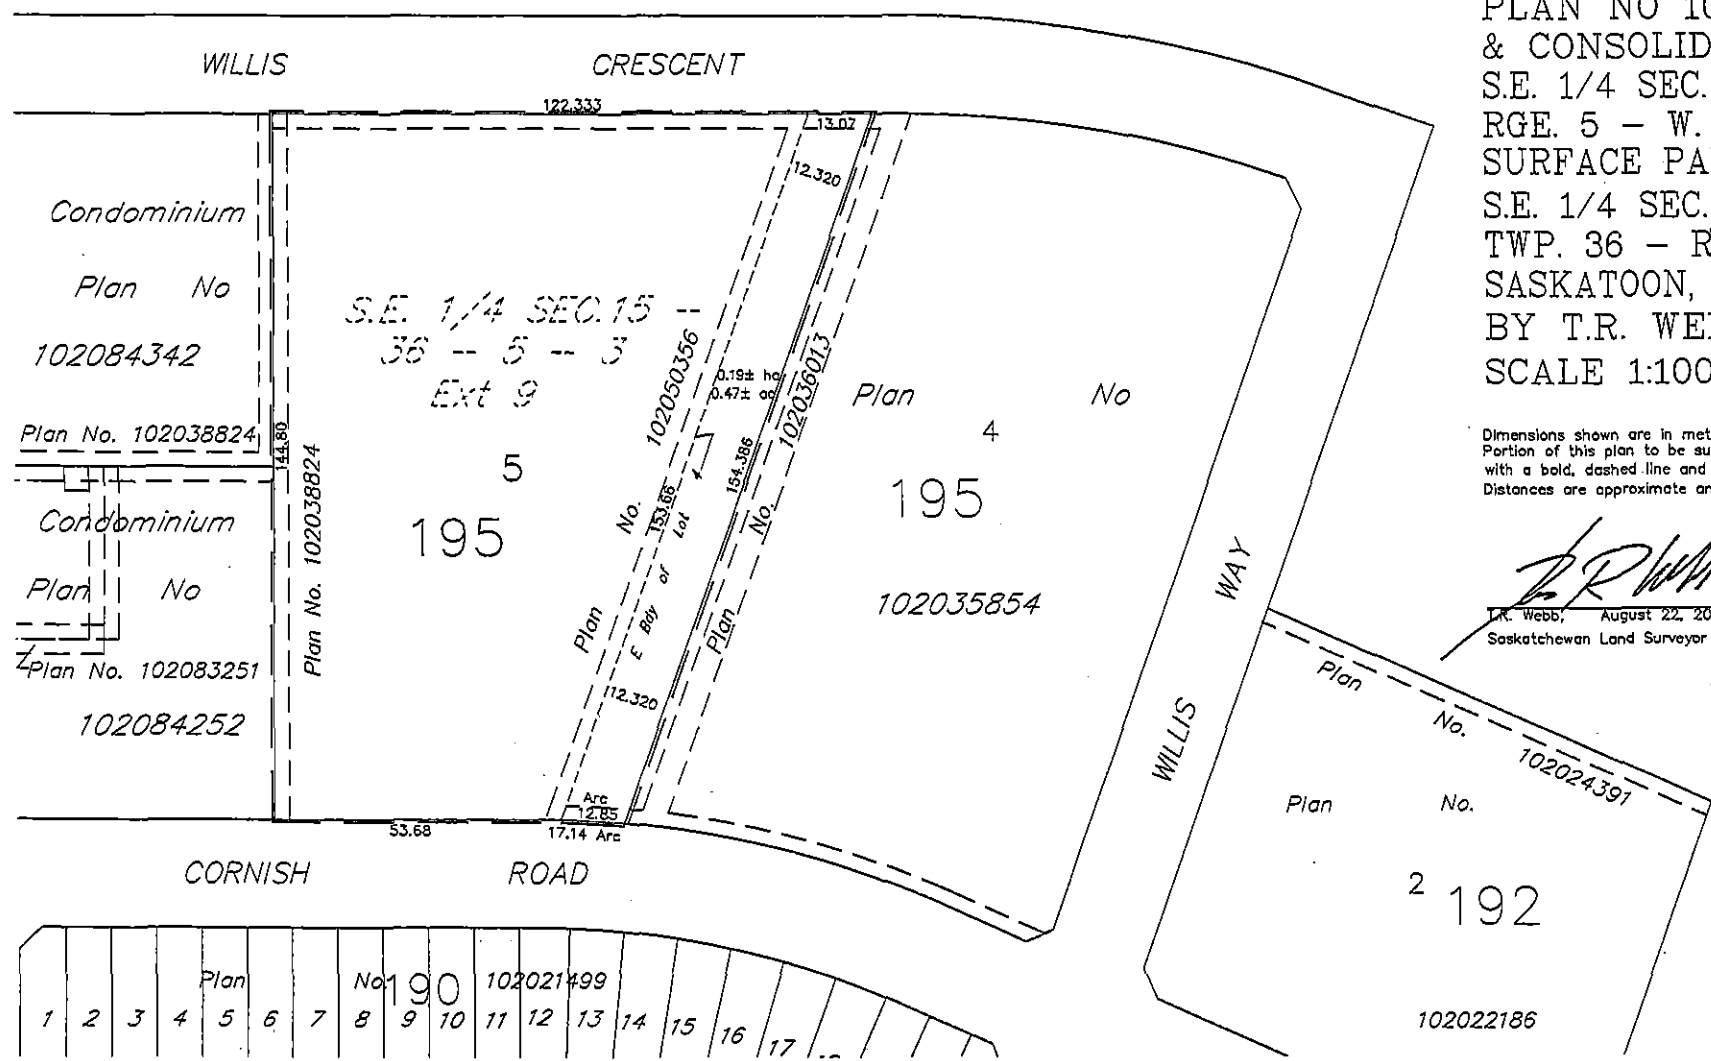 WILLIS CRESCENT
122.333
13.07
12.320
Condominium
Plan No
102084342
Plan No. 102038824
144.80
Plan No. 102038824
S.E. 1/4 SEC.15 --
36 -- 5 -- 3
Ext 9
5
195
Plan No. 102050356
153.66
E Bdy of Lot 4
0.19± ha
0.47± ac
154.386
Plan No. 102036013
12.320
Plan No
4
195
102035854
Condominium
Plan No
Plan No. 102083251
102084252
Arc
12.85
53.68
17.14 Arc
CORNISH ROAD
WILLIS WAY
Plan No. 102024391
Plan No.
2 192
102022186
Plan No 190 102021499
1 2 3 4 5 6 7 8 9 10 11 12 13 14 15 16 17
PLAN NO
& CONSOLID
S.E. 1/4 SEC.
RGE. 5 – W.
SURFACE PA
S.E. 1/4 SEC.
TWP. 36 – R
SASKATOON,
BY T.R. WE
SCALE 1:100
Dimensions shown are in met
Portion of this plan to be su
with a bold, dashed line and
Distances are approximate an
T.R. Webb, August 22, 20
Saskatchewan Land Surveyor